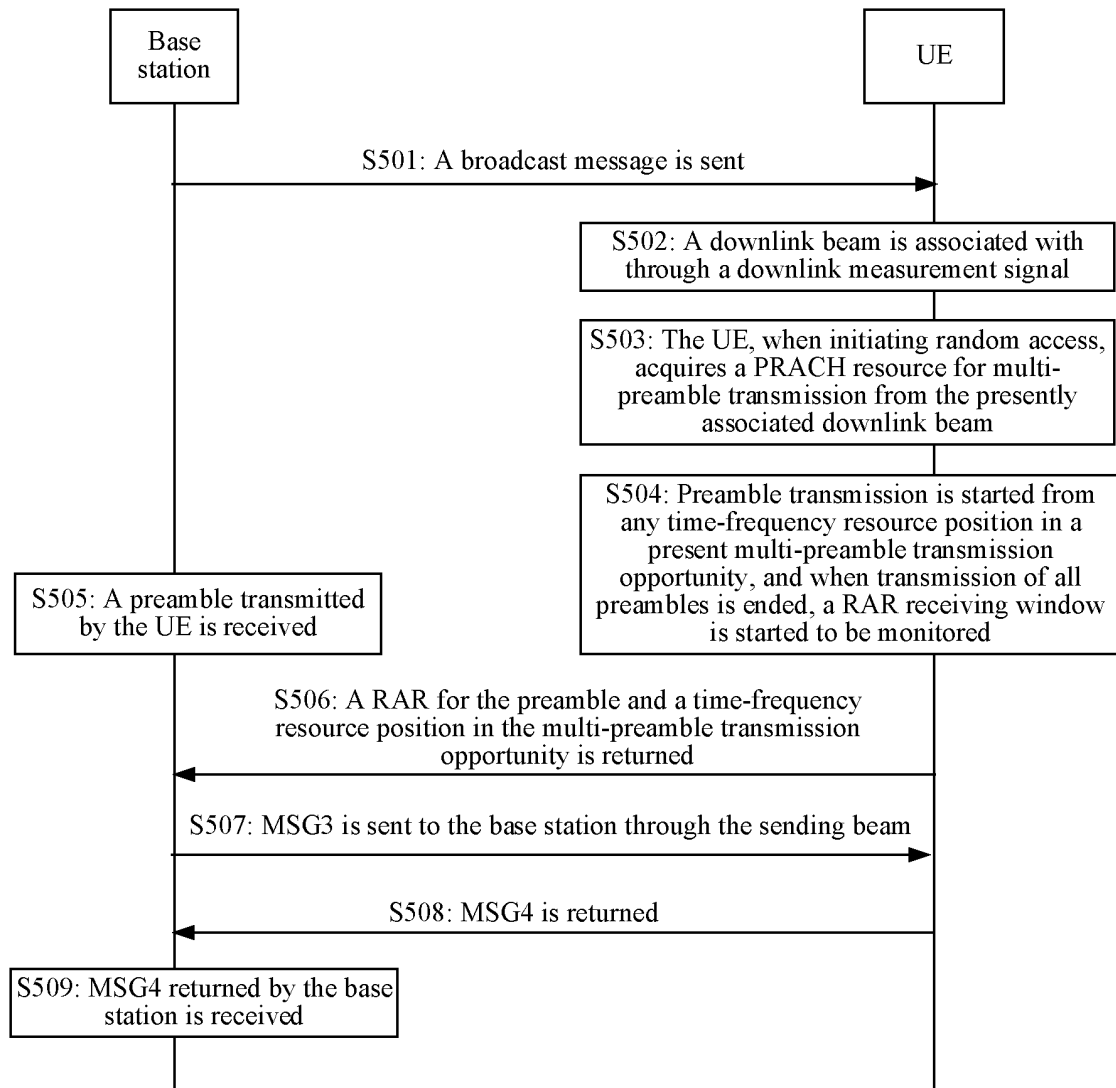 Base
station
UE
S501: A broadcast message is sent
S502: A downlink beam is associated with
through a downlink measurement signal
S503: The UE, when initiating random access,
acquires a PRACH resource for multi-
preamble transmission from the presently
associated downlink beam
S504: Preamble transmission is started from
any time-frequency resource position in a
present multi-preamble transmission
opportunity, and when transmission of all
preambles is ended, a RAR receiving window
is started to be monitored
S505: A preamble transmitted
by the UE is received
S506: A RAR for the preamble and a time-frequency
resource position in the multi-preamble transmission
opportunity is returned
S507: MSG3 is sent to the base station through the sending beam
S508: MSG4 is returned
S509: MSG4 returned by the base
station is received